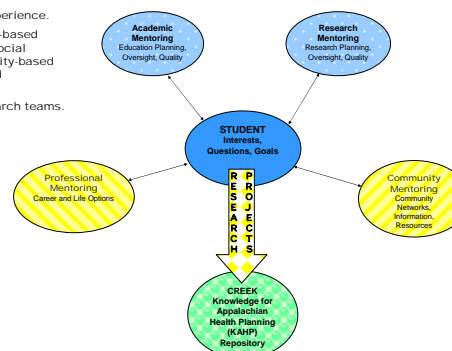 perience.
-based
ocial
ity-based
arch teams.
Academic
Mentoring
Education Planning,
Oversight, Quality
Research
Mentoring
Research Planning,
Oversight, Quality
STUDENT
Interests,
Questions, Goals
Professional
Mentoring
Career and Life Options
Community
Mentoring
Community
Networks,
Information,
Resources
RESEARCH
PROJECTS
CREEK
Knowledge for
Appalachian
Health Planning
(KAHP)
Repository